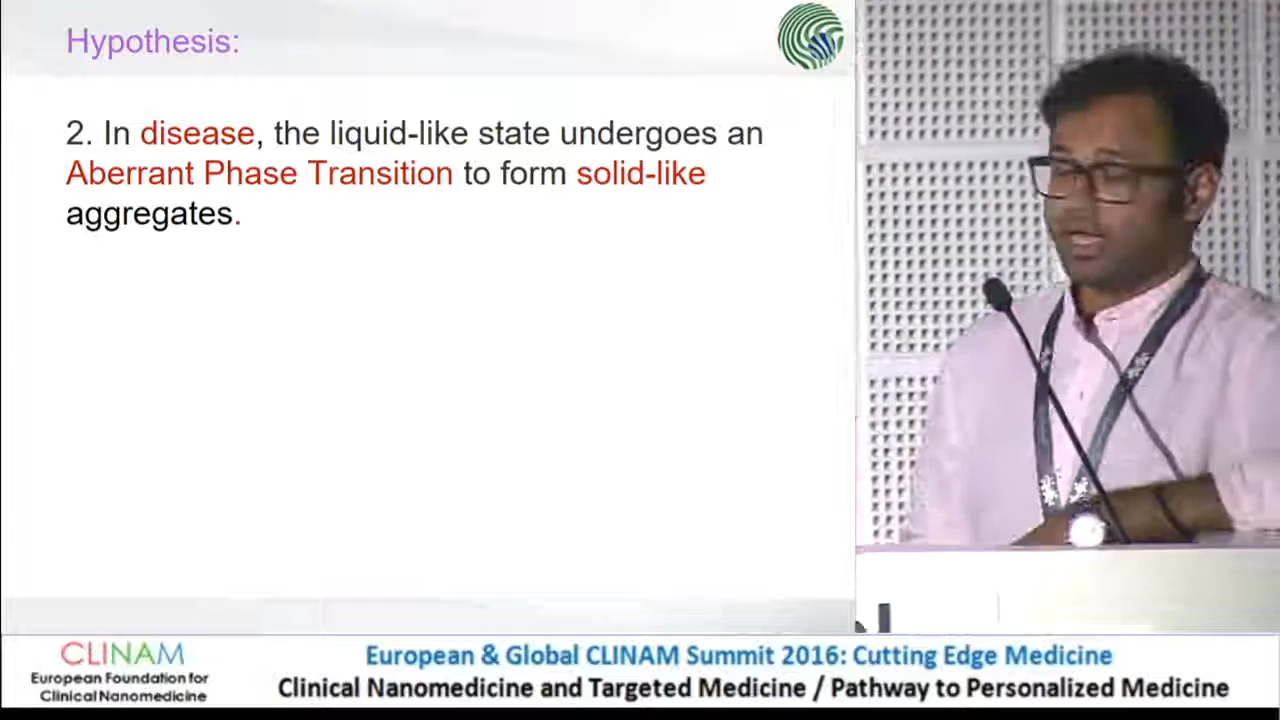 Hypothesis:
2. In disease, the liquid-like state undergoes an
Aberrant Phase Transition to form solid-like
aggregates.
CLINAM
European Foundation for
Clinical Nanomedicine
European & Global CLINAM Summit 2016: Cutting Edge Medicine
Clinical Nanomedicine and Targeted Medicine / Pathway to Personalized Medicine